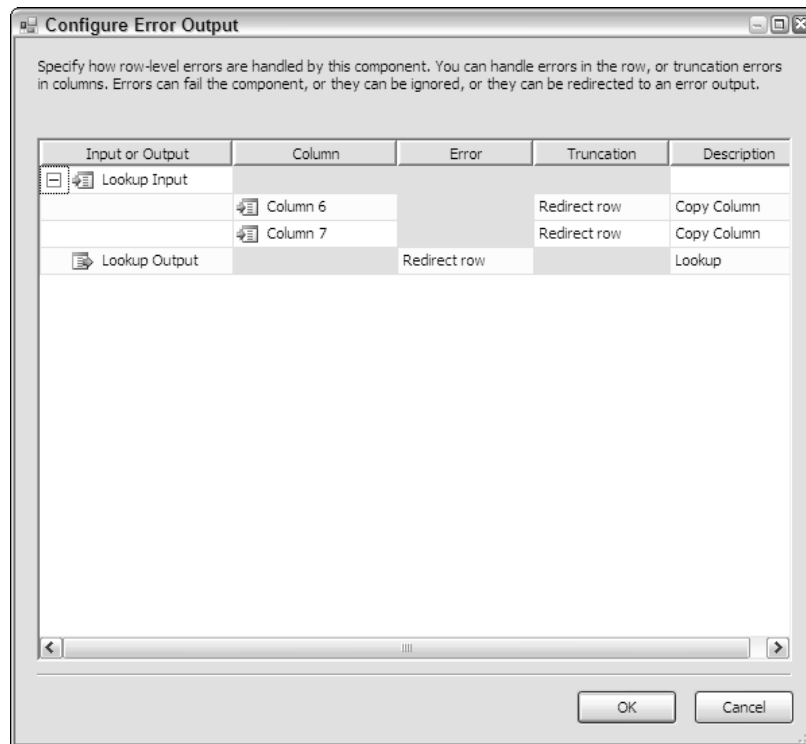 Configure Error Output
Specify how row-level errors are handled by this component. You can handle errors in the row, or truncation errors
in columns. Errors can fail the component, or they can be ignored, or they can be redirected to an error output.
Input or Output Column Error Truncation Description
Lookup Input
Column 6 Redirect row Copy Column
Column 7 Redirect row Copy Column
Lookup Output Redirect row Lookup
OK Cancel